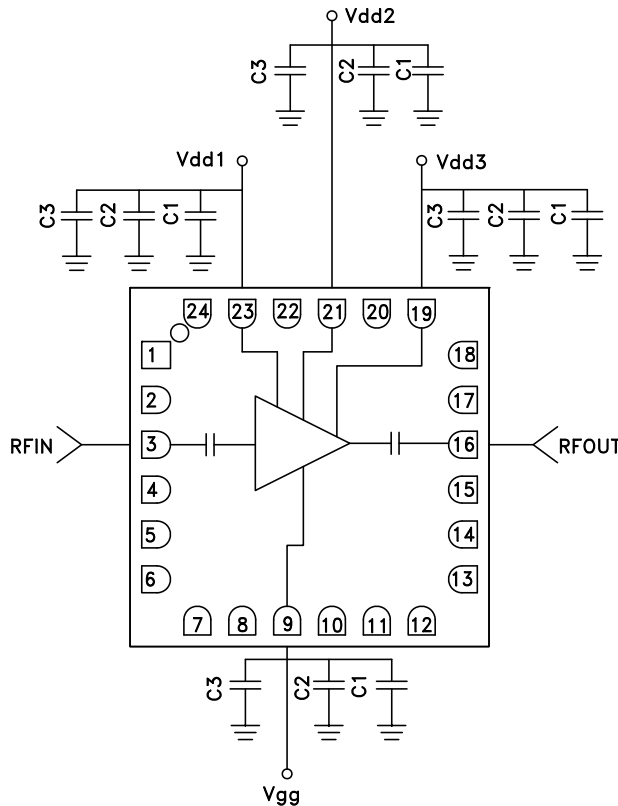 Vdd2
C3 C2 C1
Vdd1 Vdd3
C3 C2 C1 C3 C2 C1
24 23 22 21 20 19
1 18
2 17
RFIN 3 16 RFOUT
4 15
5 14
6 13
7 8 9 10 11 12
C3 C2 C1
Vgg